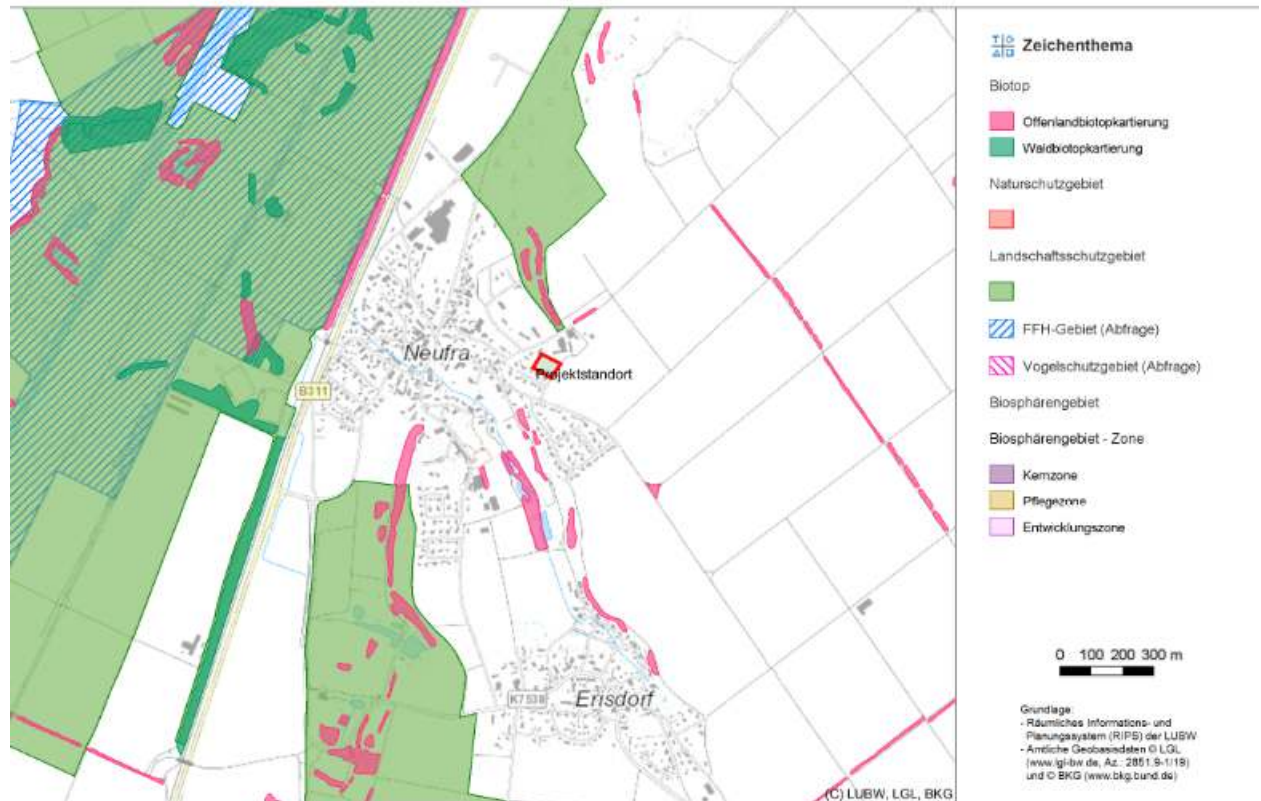 Neufra
Projektstandort
B311
K7538
Erisdorf
(C) LUBW, LGL, BKG
Zeichenthema
Biotop
Offenlandbiotopkartierung
Waldbiotopkartierung
Naturschutzgebiet
Landschaftsschutzgebiet
FFH-Gebiet (Abfrage)
Vogelschutzgebiet (Abfrage)
Biosphärengebiet
Biosphärengebiet - Zone
Kernzone
Pflegezone
Entwicklungszone
0 100 200 300 m
Grundlage:
- Räumliches Informations- und
Planungssystem (RIPS) der LUBW
- Amtliche Geobasisdaten © LGL
(www.lgl-bw.de, Az.: 2851.9-1/19)
und © BKG (www.bkg.bund.de)